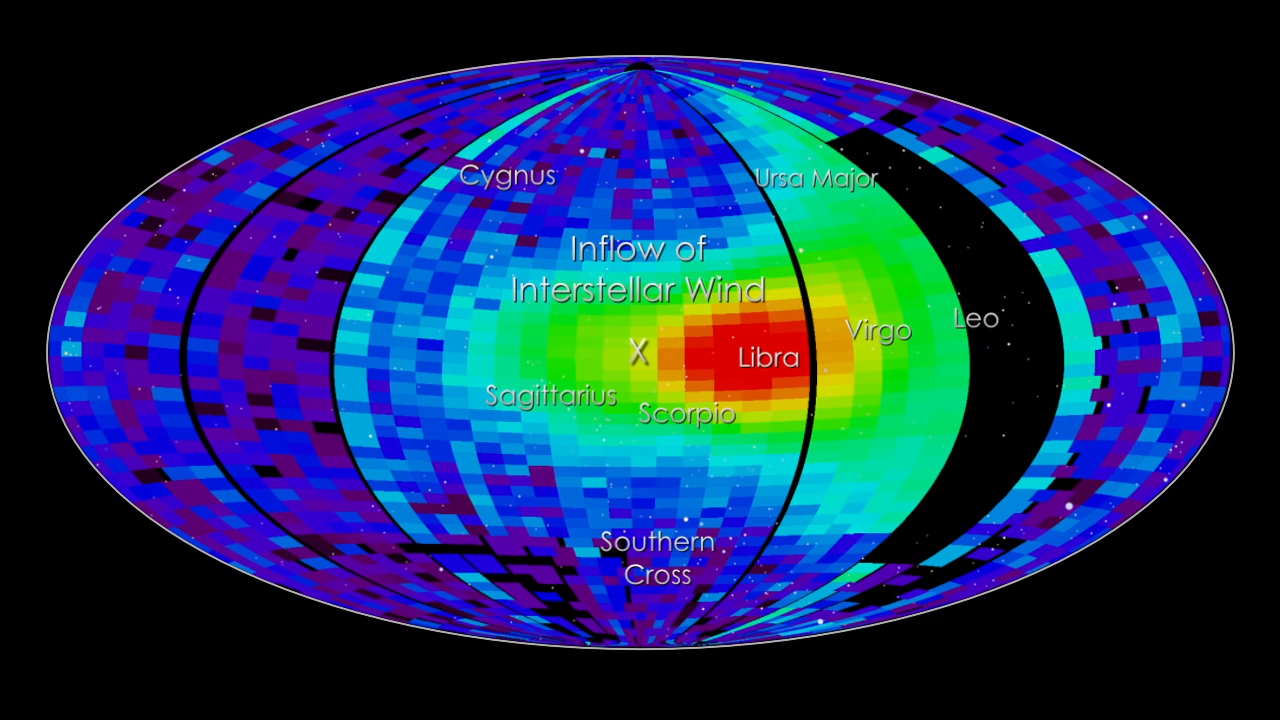 Cygnus
Ursa Major
Inflow of
Interstellar Wind
Leo
Virgo
X
Libra
Sagittarius
Scorpio
Southern
Cross